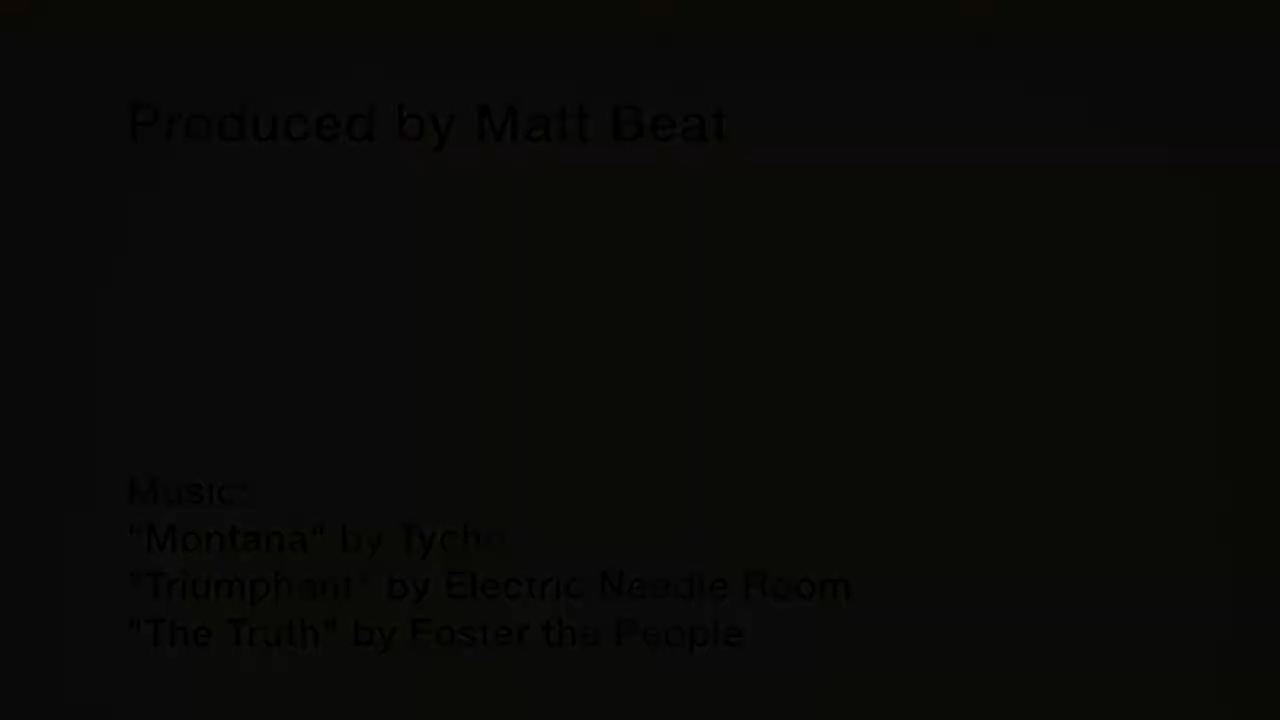 Produced by Matt Beat
Music:
"Montana" by Tycho
"Triumphant" by Electric Needle Room
"The Truth" by Foster the People